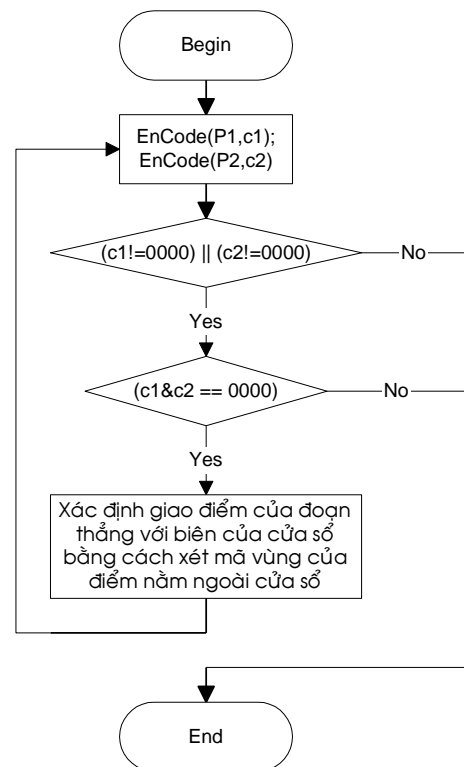 Begin
EnCode(P1,c1);
EnCode(P2,c2)
(c1!=0000) || (c2!=0000)
No
Yes
(c1&c2 == 0000)
No
Yes
Xác định giao điểm của đoạn
thẳng với biên của cửa sổ
bằng cách xét mã vùng của
điểm nằm ngoài cửa sổ
End